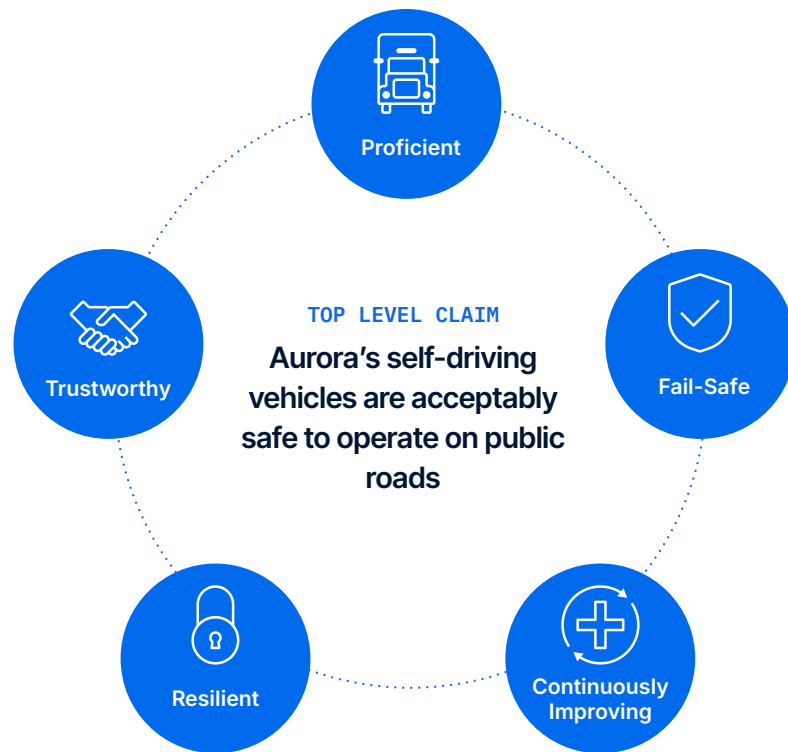 Proficient
Trustworthy
TOP LEVEL CLAIM
Aurora’s self-driving
vehicles are acceptably
safe to operate on public
roads
Fail-Safe
Resilient
Continuously
Improving